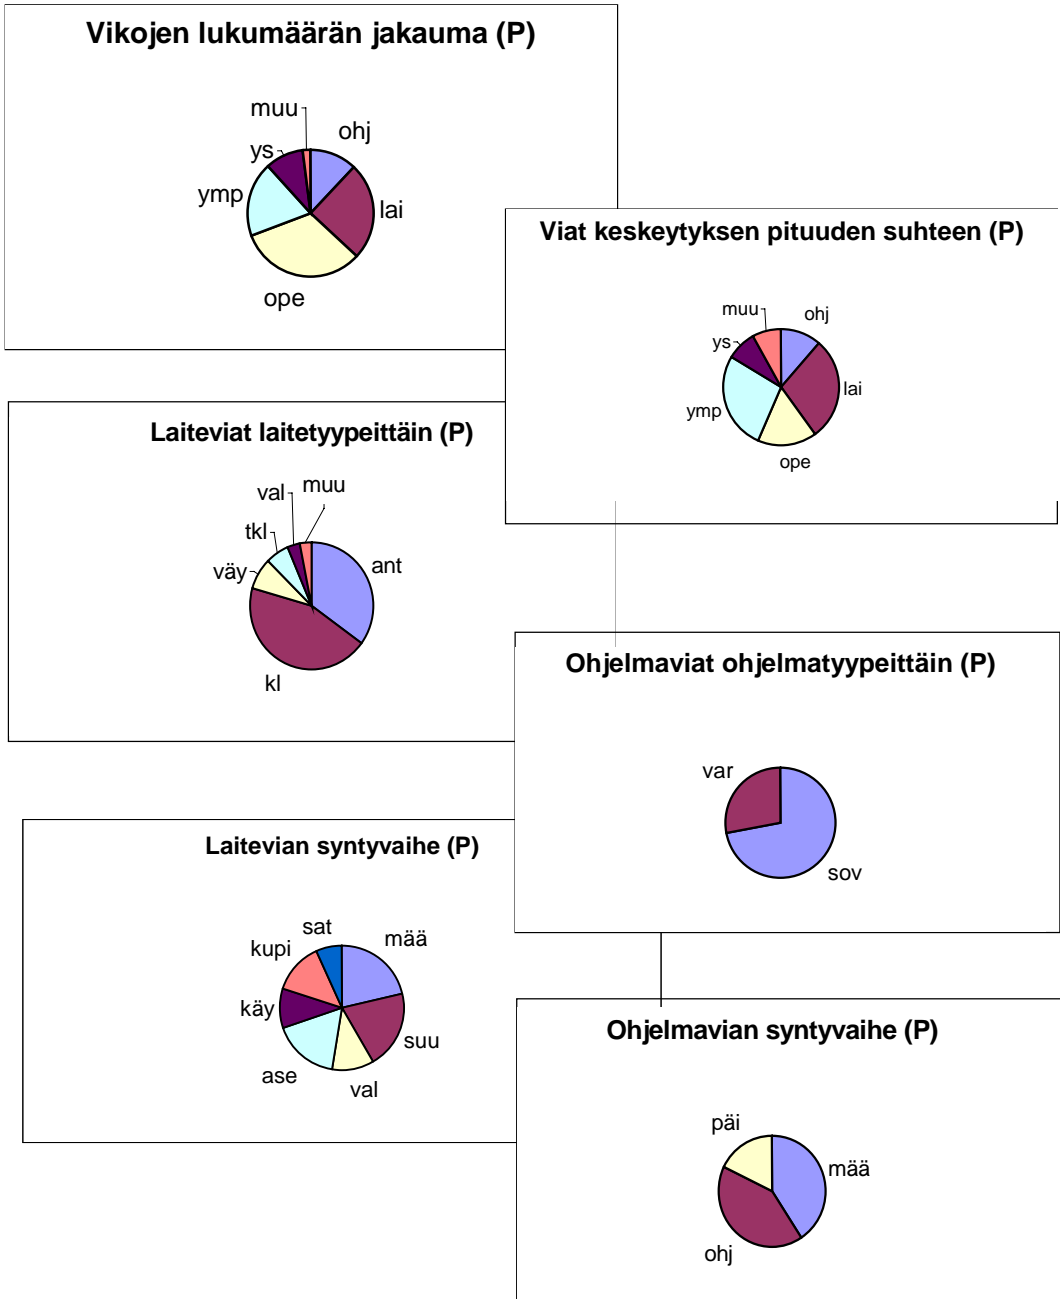 Vikojen lukumäärän jakauma (P)
muu
ohj
ys
ymp
lai
ope
Viat keskeytyksen pituuden suhteen (P)
muu
ohj
ys
lai
ymp
ope
Laiteviat laitetyypeittäin (P)
val
muu
tkl
väy
ant
kl
Ohjelmaviat ohjelmatyypeittäin (P)
var
sov
Laitevian syntyvaihe (P)
sat
kupi
mää
käy
suu
ase
val
Ohjelmavian syntyvaihe (P)
päi
mää
ohj